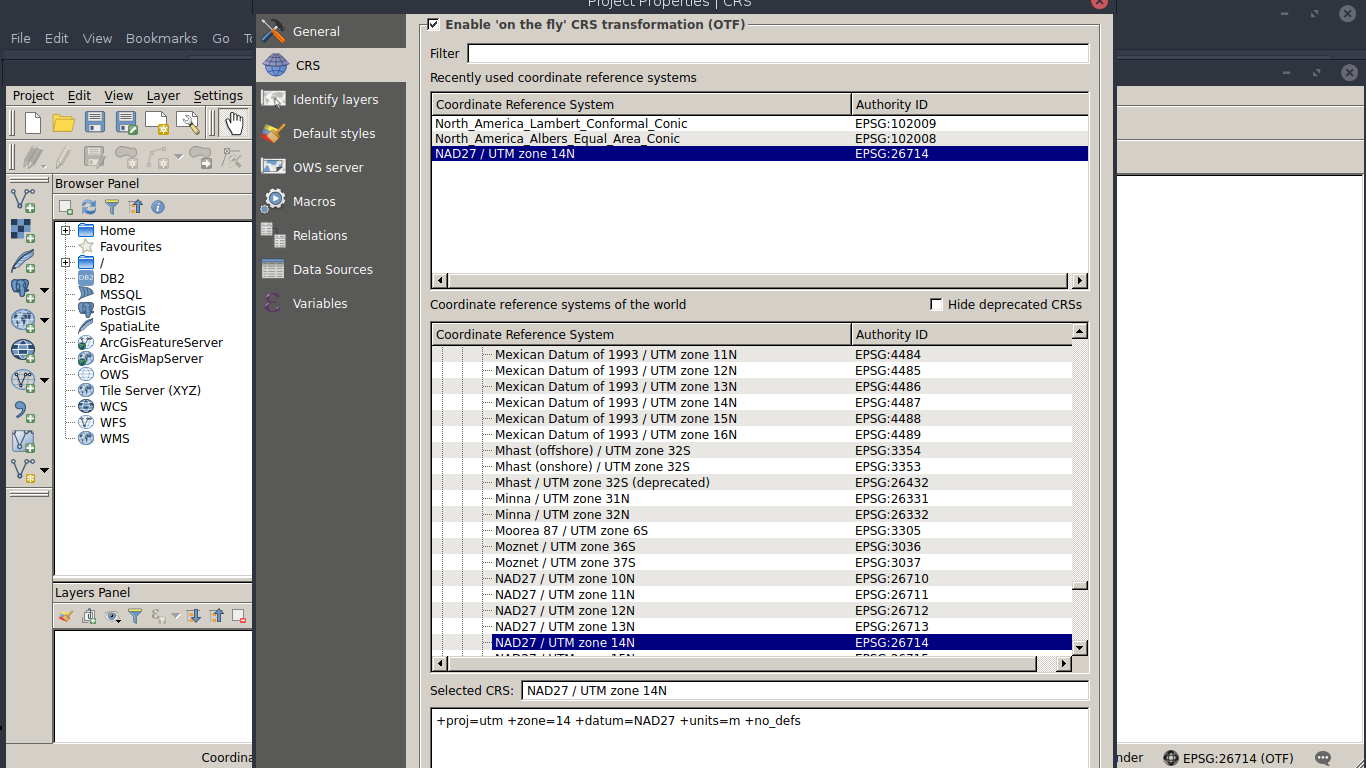 Project Properties | CRS
File Edit View Bookmarks Go
Project Edit View Layer Settings
Browser Panel
Home
Favourites
/
DB2
MSSQL
PostGIS
SpatiaLite
ArcGisFeatureServer
ArcGisMapServer
OWS
Tile Server (XYZ)
WCS
WFS
WMS
Layers Panel
General
CRS
Identify layers
Default styles
OWS server
Macros
Relations
Data Sources
Variables
Enable 'on the fly' CRS transformation (OTF)
Filter
Recently used coordinate reference systems
Coordinate Reference System Authority ID
North_America_Lambert_Conformal_Conic EPSG:102009
North_America_Albers_Equal_Area_Conic EPSG:102008
NAD27 / UTM zone 14N EPSG:26714
Coordinate reference systems of the world Hide deprecated CRSs
Coordinate Reference System Authority ID
Mexican Datum of 1993 / UTM zone 11N EPSG:4484
Mexican Datum of 1993 / UTM zone 12N EPSG:4485
Mexican Datum of 1993 / UTM zone 13N EPSG:4486
Mexican Datum of 1993 / UTM zone 14N EPSG:4487
Mexican Datum of 1993 / UTM zone 15N EPSG:4488
Mexican Datum of 1993 / UTM zone 16N EPSG:4489
Mhast (offshore) / UTM zone 32S EPSG:3354
Mhast (onshore) / UTM zone 32S EPSG:3353
Mhast / UTM zone 32S (deprecated) EPSG:26432
Minna / UTM zone 31N EPSG:26331
Minna / UTM zone 32N EPSG:26332
Moorea 87 / UTM zone 6S EPSG:3305
Moznet / UTM zone 36S EPSG:3036
Moznet / UTM zone 37S EPSG:3037
NAD27 / UTM zone 10N EPSG:26710
NAD27 / UTM zone 11N EPSG:26711
NAD27 / UTM zone 12N EPSG:26712
NAD27 / UTM zone 13N EPSG:26713
NAD27 / UTM zone 14N EPSG:26714
NAD27 / UTM zone 15N EPSG:26715
Selected CRS: NAD27 / UTM zone 14N
+proj=utm +zone=14 +datum=NAD27 +units=m +no_defs
Coordina
nder EPSG:26714 (OTF)